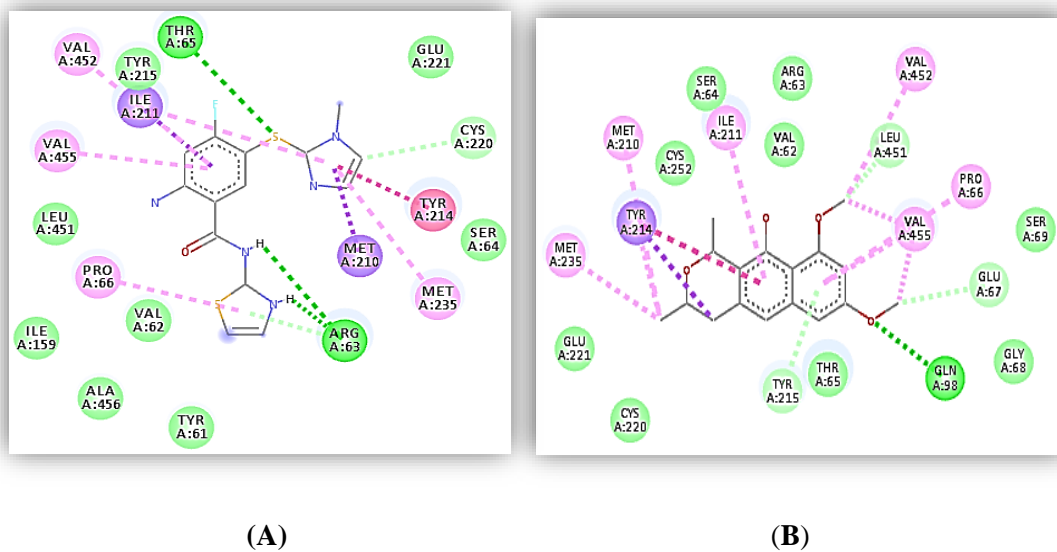 THR
A:65
VAL
A:452
TYR
A:215
GLU
A:221
ILE
A:211
F
N
S
CYS
A:220
VAL
A:455
N
N
TYR
A:214
LEU
A:451
SER
A:64
MET
A:210
O
N
H
PRO
A:66
MET
A:235
VAL
A:62
S
N
H
ARG
A:63
ILE
A:159
ALA
A:456
TYR
A:61
(A)
VAL
A:452
ARG
A:63
SER
A:64
ILE
A:211
MET
A:210
VAL
A:62
LEU
A:451
CYS
A:252
PRO
A:66
TYR
A:214
O
O
VAL
A:455
SER
A:69
MET
A:235
O
GLU
A:67
O
GLU
A:221
GLY
A:68
THR
A:65
GLN
A:98
TYR
A:215
CYS
A:220
(B)